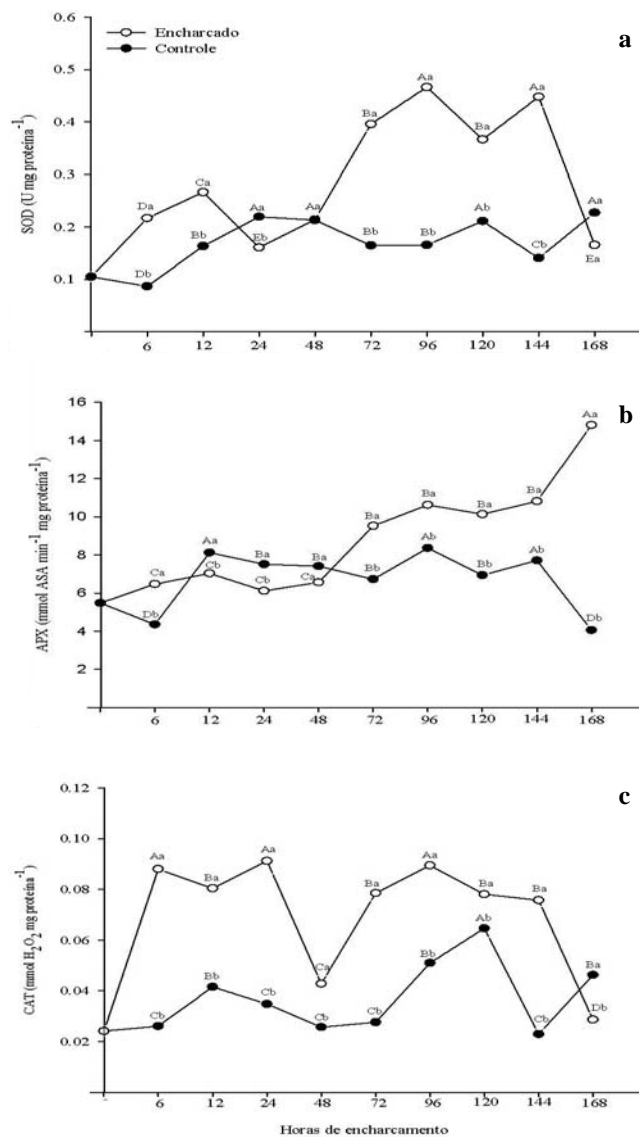 Encharcado
Controle
a
0.6
0.5
0.4
0.3
0.2
0.1
SOD (U mg proteína⁻¹)
Da Ca Eb Aa Ba Aa Ba Aa Ea
Db Bb Aa Bb Bb Ab Cb Aa
6 12 24 48 72 96 120 144 168
b
16
14
12
10
8
6
4
2
APX (mmol ASA min⁻¹ mg proteína⁻¹)
Ca Cb Cb Ca Ba Ba Ba Ba Aa
Db Aa Ba Ba Bb Ab Bb Ab Db
6 12 24 48 72 96 120 144 168
c
0.12
0.10
0.08
0.06
0.04
0.02
CAT (mmol H₂O₂ mg proteína⁻¹)
Aa Ba Aa Ca Ba Aa Ba Ba Db
Cb Bb Cb Cb Cb Bb Ab Cb Ba
6 12 24 48 72 96 120 144 168
Horas de encharcamento